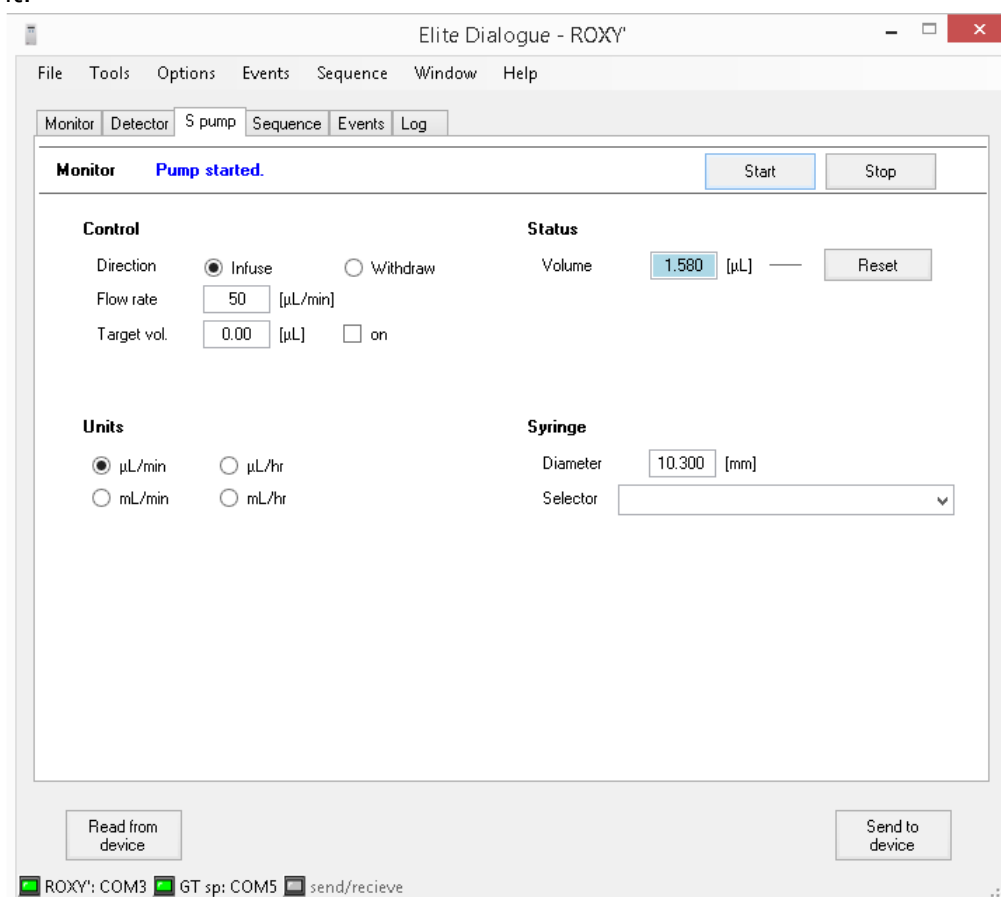 Elite Dialogue - ROXY'
File Tools Options Events Sequence Window Help
Monitor Detector S pump Sequence Events Log
Monitor Pump started. Start Stop
Control
Direction Infuse Withdraw
Flow rate 50 [µL/min]
Target vol. 0.00 [µL] on
Status
Volume 1.580 [µL] Reset
Units
µL/min µL/hr
mL/min mL/hr
Syringe
Diameter 10.300 [mm]
Selector
Read from
device
Send to
device
ROXY': COM3 GT sp: COM5 send/recieve